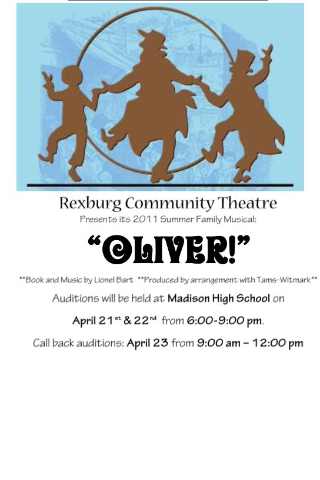 Rexburg Community Theatre
Presents its 2011 Summer Family Musical:
“OLIVER!”
**Book and Music by Lionel Bart  **Produced by arrangement with Tams-Witmark**
Auditions will be held at Madison High School on
April 21st & 22nd from 6:00-9:00 pm.
Call back auditions: April 23 from 9:00 am – 12:00 pm